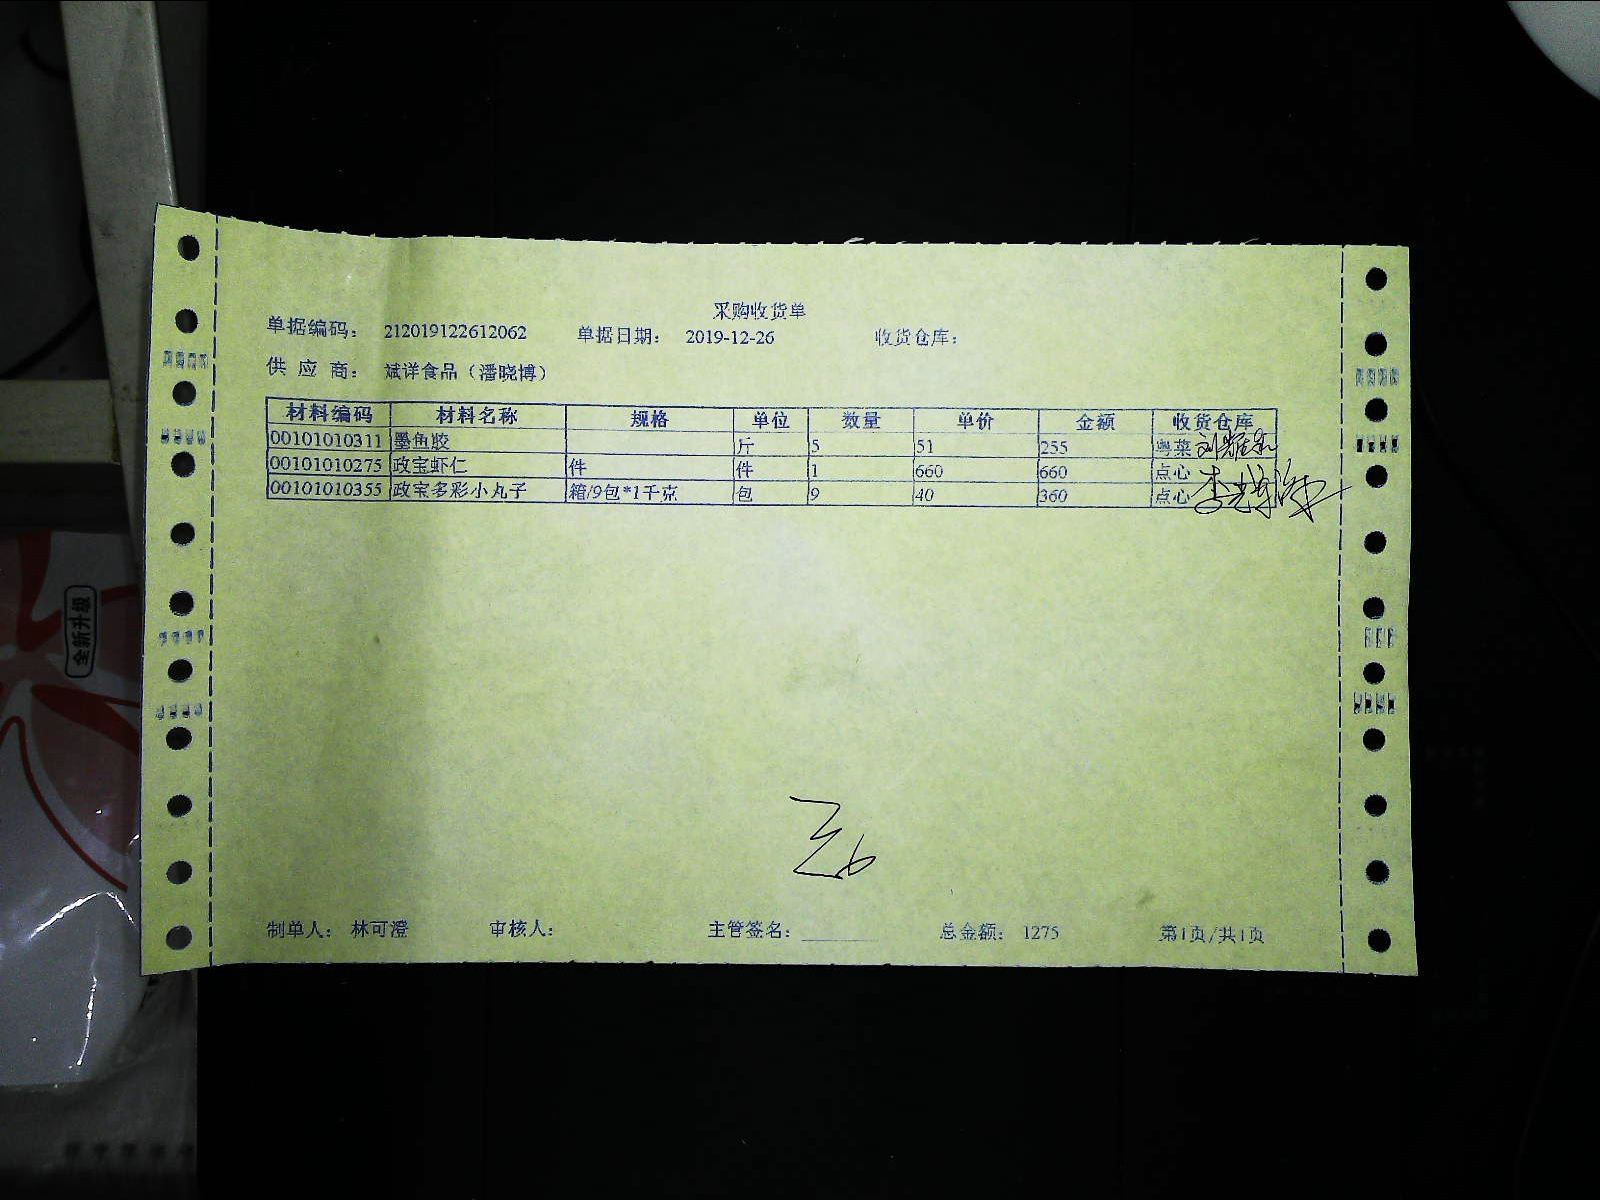 采购收货单
单据编码： 212019122612062 单据日期： 2019-12-26 收货仓库：
供 应 商： 斌洋食品（潘晓博）
材料编码 材料名称 规格 单位 数量 单价 金额 收货仓库
00101010311 墨鱼胶 斤 5 51 255 粤菜
00101010275 政宝虾仁 件 件 1 660 660 点心
00101010355 政宝多彩小丸子 箱/9包*1千克 包 9 40 360 点心
制单人： 林可澄 审核人： 主管签名： 总金额： 1275 第1页/共1页
全新升级